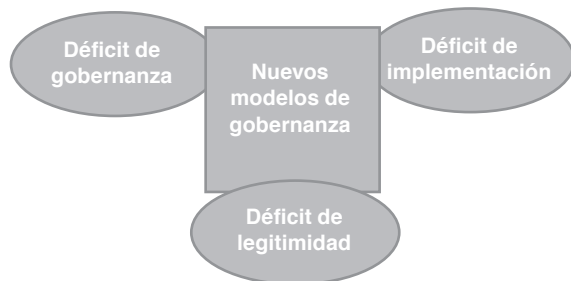 Déficit de
gobernanza
Nuevos
modelos de
gobernanza
Déficit de
implementación
Déficit de
legitimidad